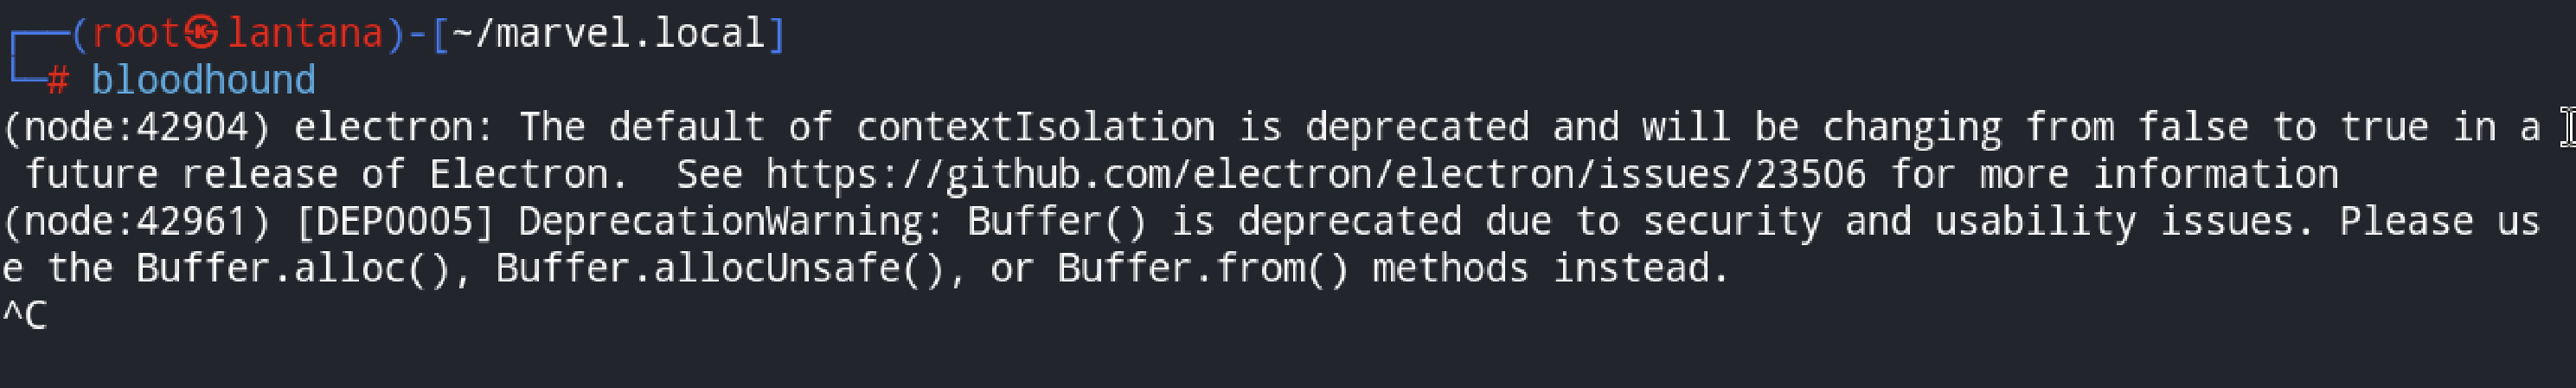 ┌──(root㉿lantana)-[~/marvel.local]
└─# bloodhound
(node:42904) electron: The default of contextIsolation is deprecated and will be changing from false to true in a
 future release of Electron.  See https://github.com/electron/electron/issues/23506 for more information
(node:42961) [DEP0005] DeprecationWarning: Buffer() is deprecated due to security and usability issues. Please us
e the Buffer.alloc(), Buffer.allocUnsafe(), or Buffer.from() methods instead.
^C